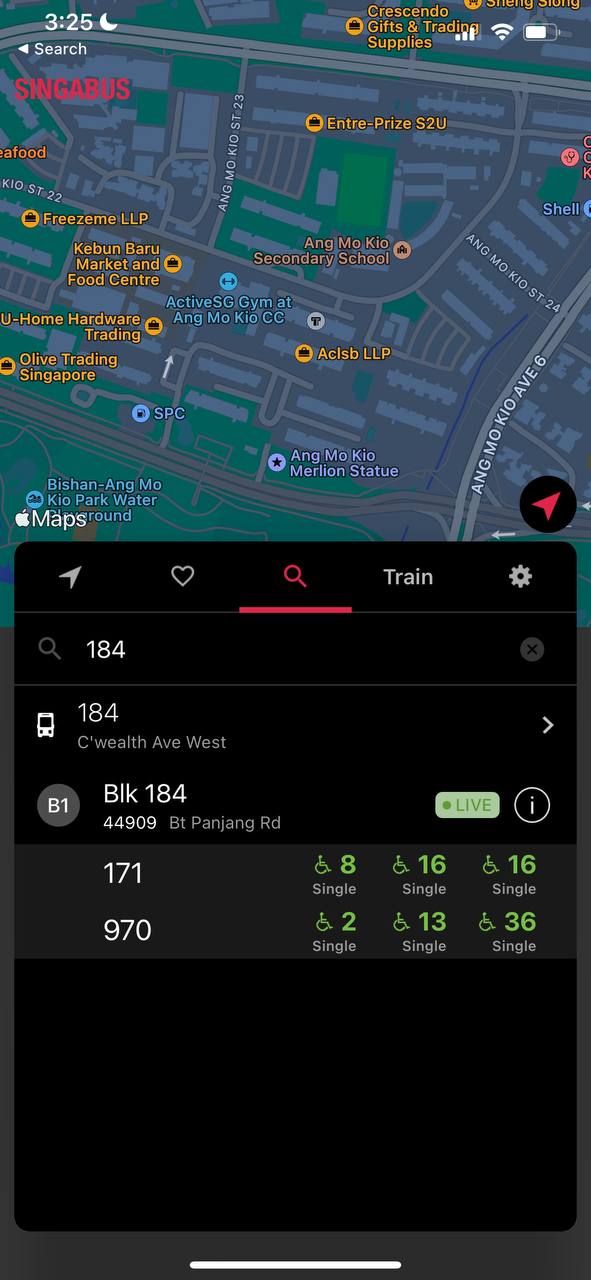 3:25
Search
Sheng Siong
Crescendo
Gifts & Trading
Supplies
SINGABUS
ANG MO KIO ST 23
Entre-Prize S2U
eafood
KIO ST 22
Shell
Freezeme LLP
Ang Mo Kio
Secondary School
Kebun Baru
Market and
Food Centre
ANG MO KIO ST 24
ActiveSG Gym at
Ang Mo Kio CC
U-Home Hardware
Trading
Aclsb LLP
Olive Trading
Singapore
ANG MO KIO AVE 6
SPC
Ang Mo Kio
Merlion Statue
Bishan-Ang Mo
Kio Park Water
Playground
Maps
Train
184
184
C'wealth Ave West
B1
Blk 184
LIVE
44909 Bt Panjang Rd
171 8 16 16
Single Single Single
970 2 13 36
Single Single Single